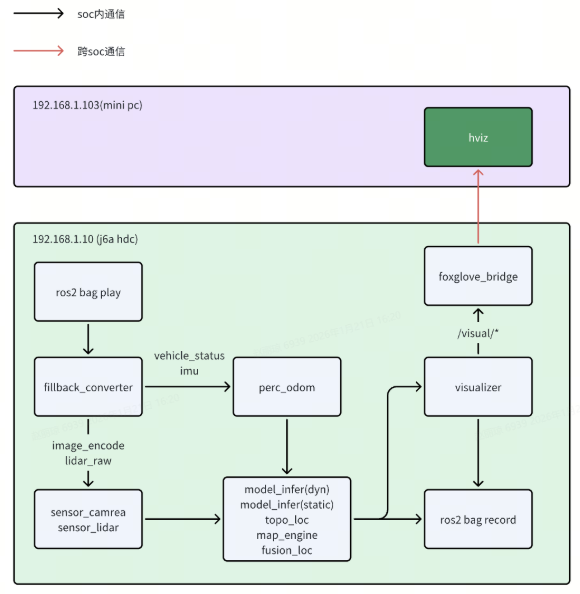 soc内通信
跨soc通信
192.168.1.103(mini pc)
hviz
192.168.1.10 (j6a hdc)
foxglove_bridge
ros2 bag play
/visual/*
vehicle_status
imu
fillback_converter
perc_odom
visualizer
image_encode
lidar_raw
sensor_camrea
sensor_lidar
model_infer(dyn)
model_infer(static)
topo_loc
map_engine
fusion_loc
ros2 bag record